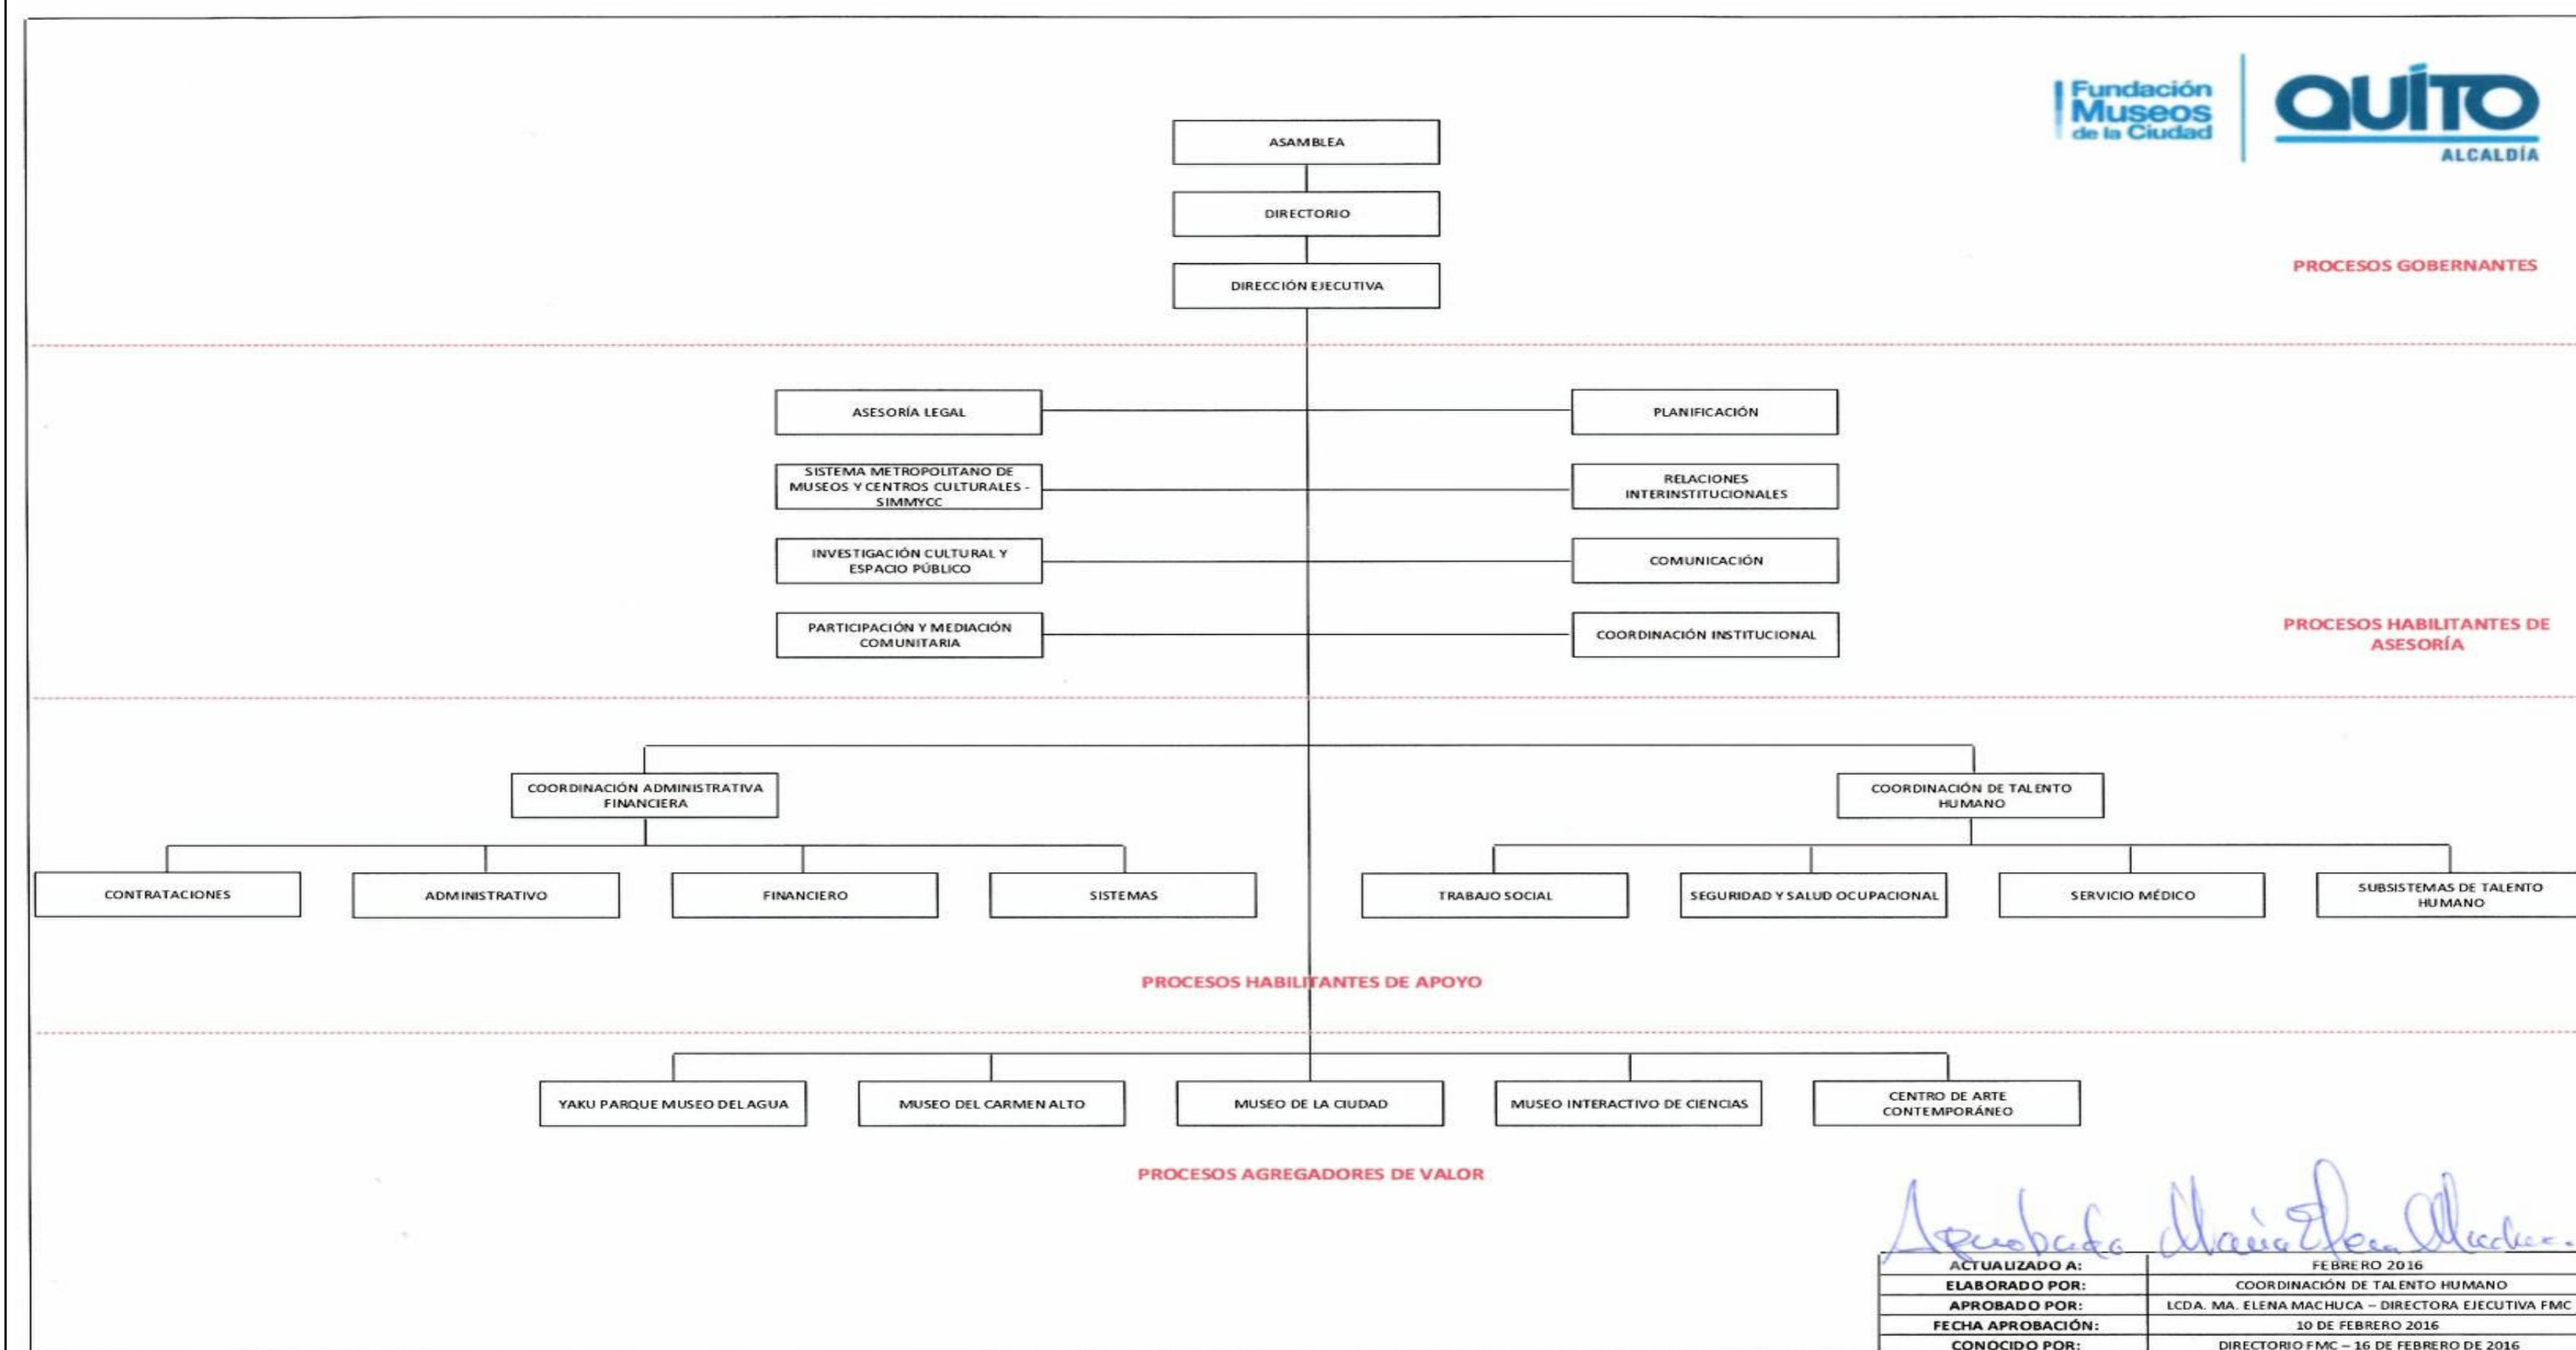 Fundación
Museos
de la Ciudad
QUITO
ALCALDÍA
ASAMBLEA
DIRECTORIO
DIRECCIÓN EJECUTIVA
PROCESOS GOBERNANTES
ASESORÍA LEGAL
PLANIFICACIÓN
SISTEMA METROPOLITANO DE
MUSEOS Y CENTROS CULTURALES -
SIMMYCC
RELACIONES
INTERINSTITUCIONALES
INVESTIGACIÓN CULTURAL Y
ESPACIO PÚBLICO
COMUNICACIÓN
PARTICIPACIÓN Y MEDIACIÓN
COMUNITARIA
COORDINACIÓN INSTITUCIONAL
PROCESOS HABILITANTES DE
ASESORÍA
COORDINACIÓN ADMINISTRATIVA
FINANCIERA
COORDINACIÓN DE TALENTO
HUMANO
CONTRATACIONES
ADMINISTRATIVO
FINANCIERO
SISTEMAS
TRABAJO SOCIAL
SEGURIDAD Y SALUD OCUPACIONAL
SERVICIO MÉDICO
SUBSISTEMAS DE TALENTO
HUMANO
PROCESOS HABILITANTES DE APOYO
YAKU PARQUE MUSEO DEL AGUA
MUSEO DEL CARMEN ALTO
MUSEO DE LA CIUDAD
MUSEO INTERACTIVO DE CIENCIAS
CENTRO DE ARTE
CONTEMPORÁNEO
PROCESOS AGREGADORES DE VALOR
Aprobado María Elena Machuca
ACTUALIZADO A: FEBRERO 2016
ELABORADO POR: COORDINACIÓN DE TALENTO HUMANO
APROBADO POR: LCDA. MA. ELENA MACHUCA – DIRECTORA EJECUTIVA FMC
FECHA APROBACIÓN: 10 DE FEBRERO 2016
CONOCIDO POR: DIRECTORIO FMC – 16 DE FEBRERO DE 2016